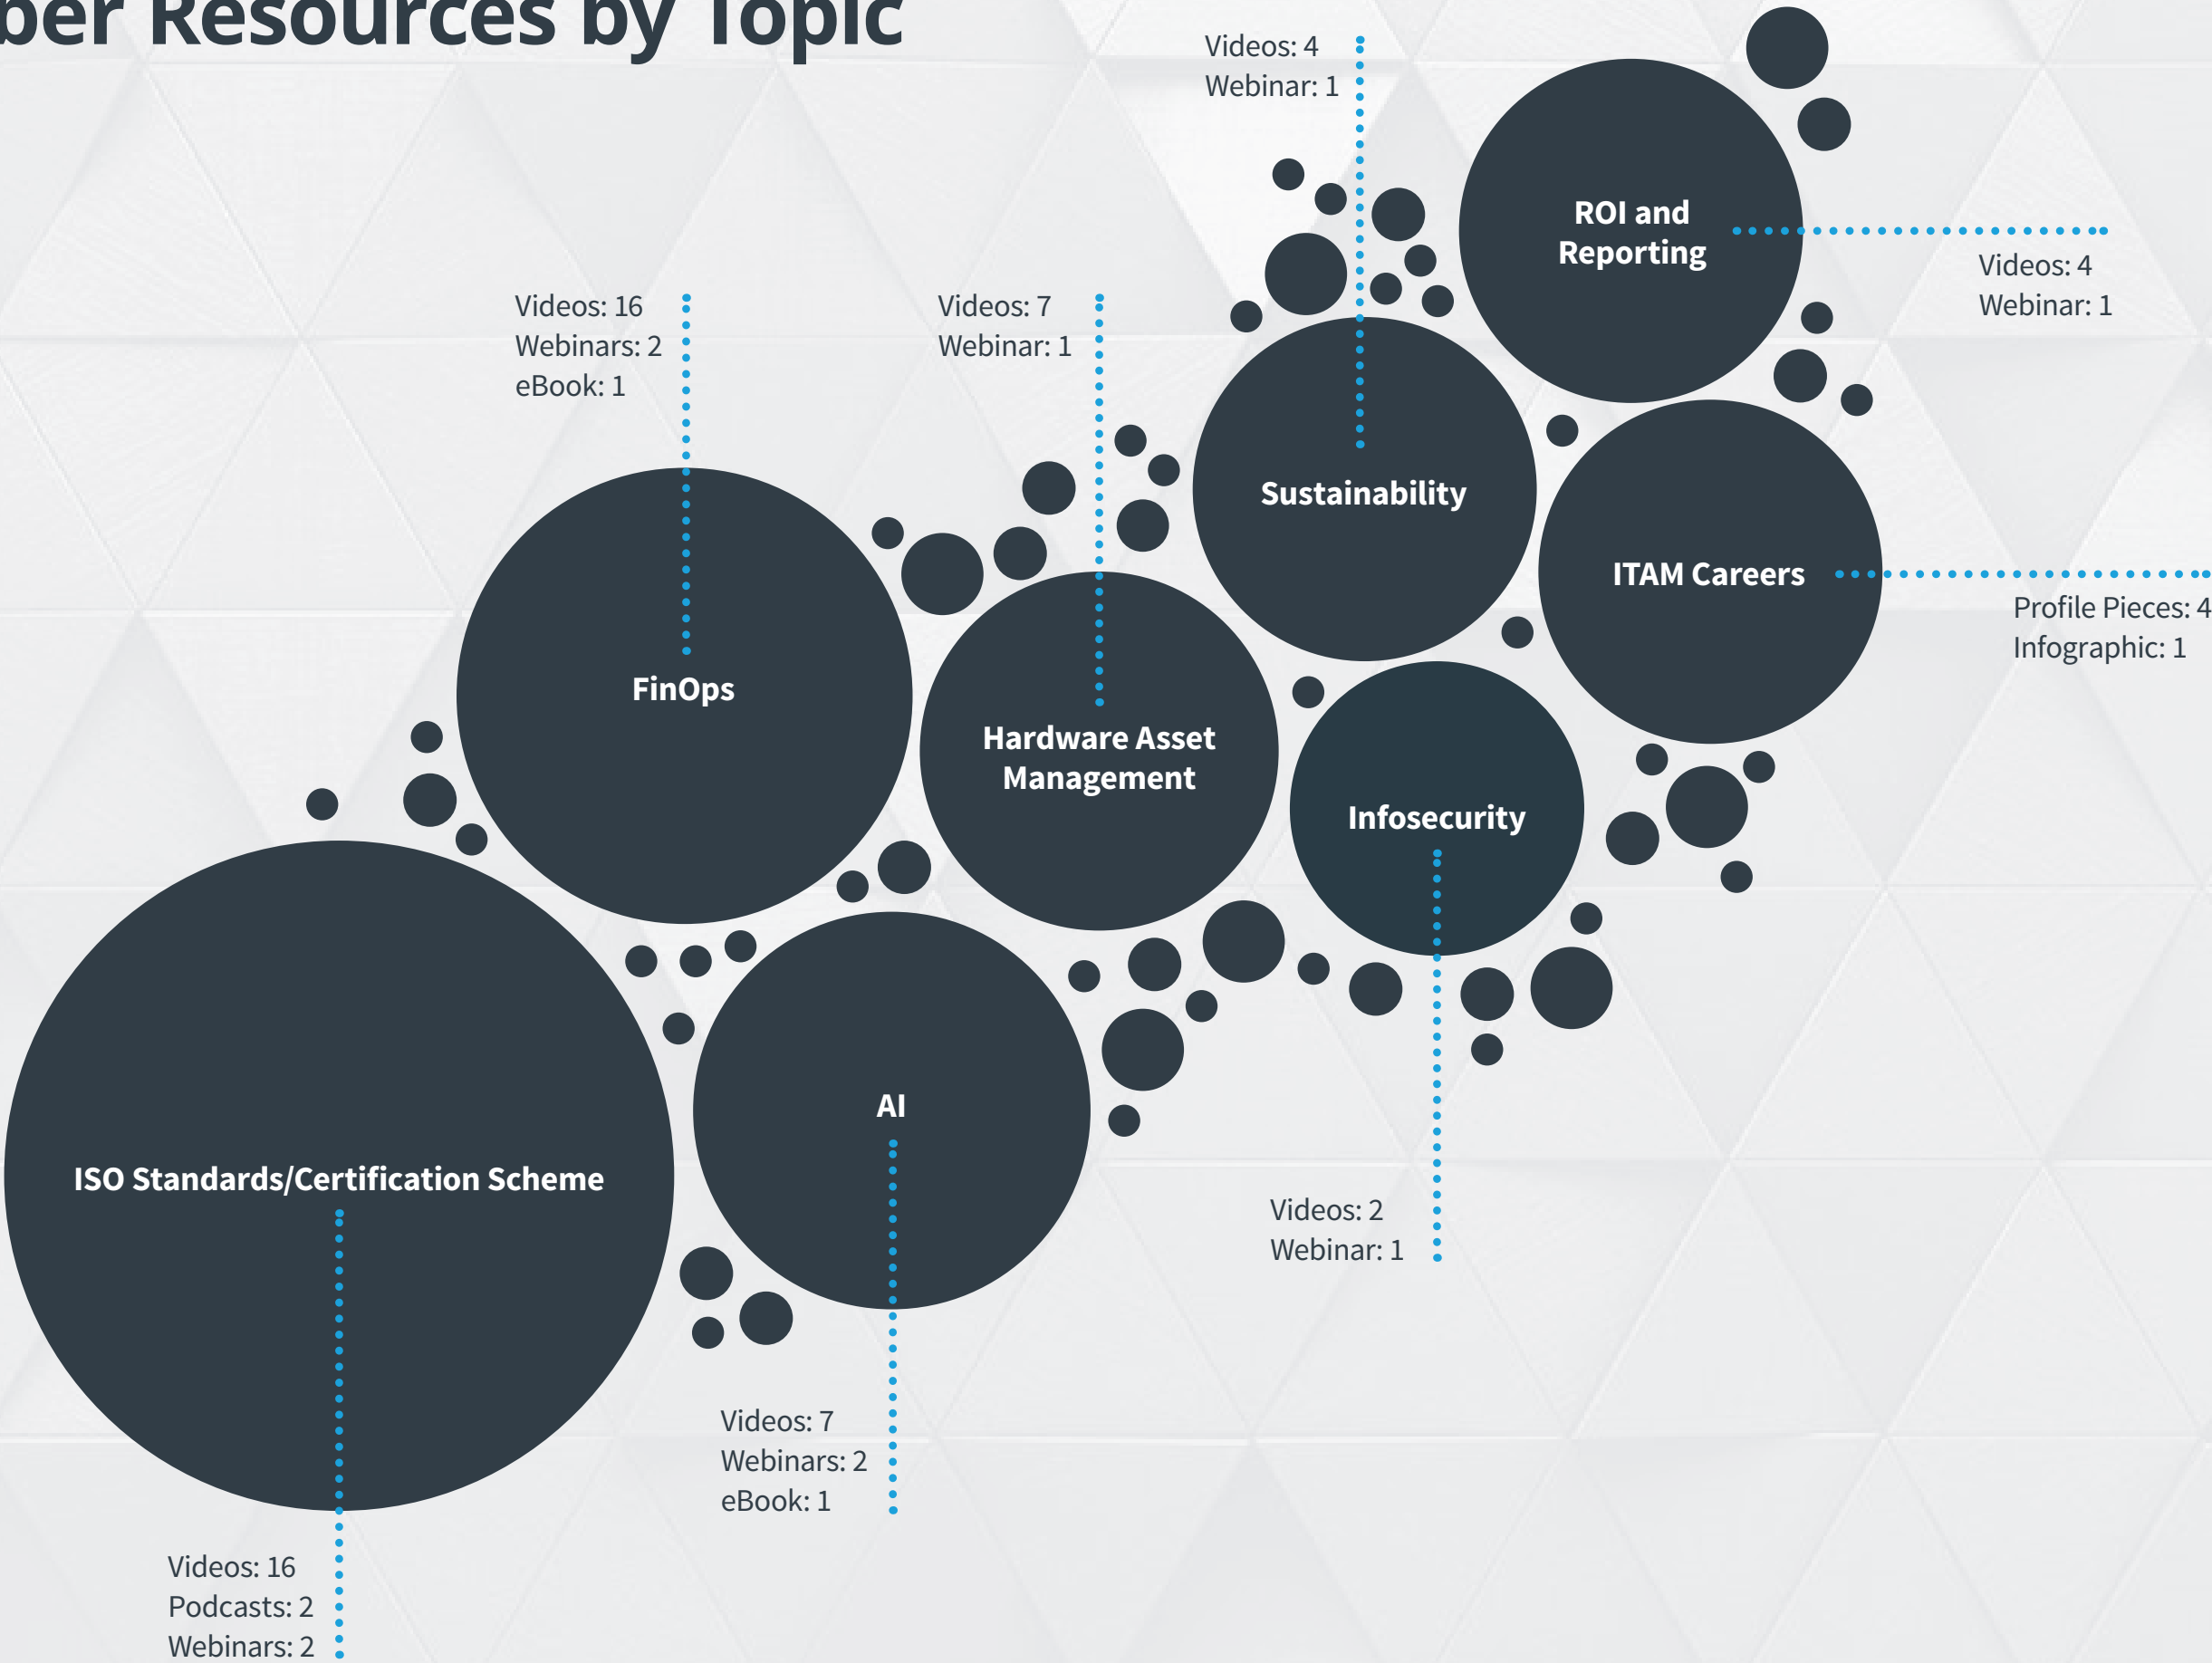 ber Resources by Topic
Videos: 4
Webinar: 1
ROI and
Reporting
Videos: 4
Webinar: 1
Videos: 16
Webinars: 2
eBook: 1
Videos: 7
Webinar: 1
Sustainability
ITAM Careers
Profile Pieces: 4
Infographic: 1
FinOps
Hardware Asset
Management
Infosecurity
AI
ISO Standards/Certification Scheme
Videos: 2
Webinar: 1
Videos: 7
Webinars: 2
eBook: 1
Videos: 16
Podcasts: 2
Webinars: 2